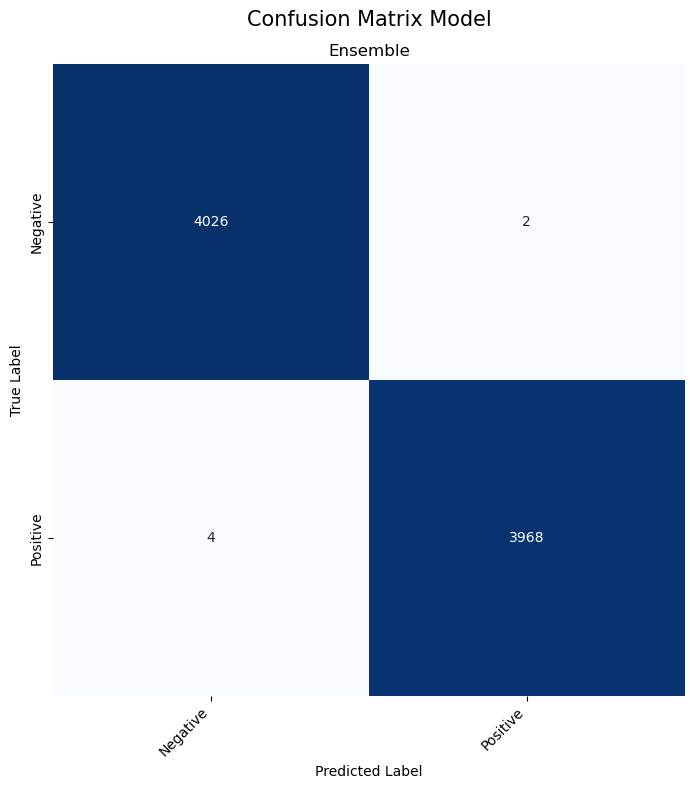 Confusion Matrix Model
Ensemble
True Label
Negative
4026
2
Positive
4
3968
Negative
Positive
Predicted Label